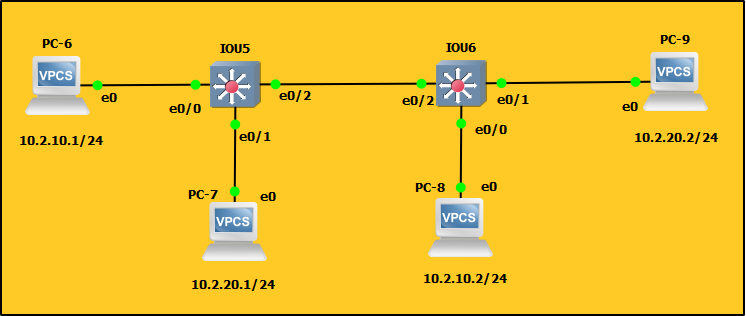 PC-6
IOU5
IOU6
PC-9
VPCS
VPCS
e0
e0/0
e0/2
e0/2
e0/1
e0
10.2.10.1/24
e0/1
e0/0
10.2.20.2/24
PC-7
e0
PC-8
e0
VPCS
VPCS
10.2.20.1/24
10.2.10.2/24